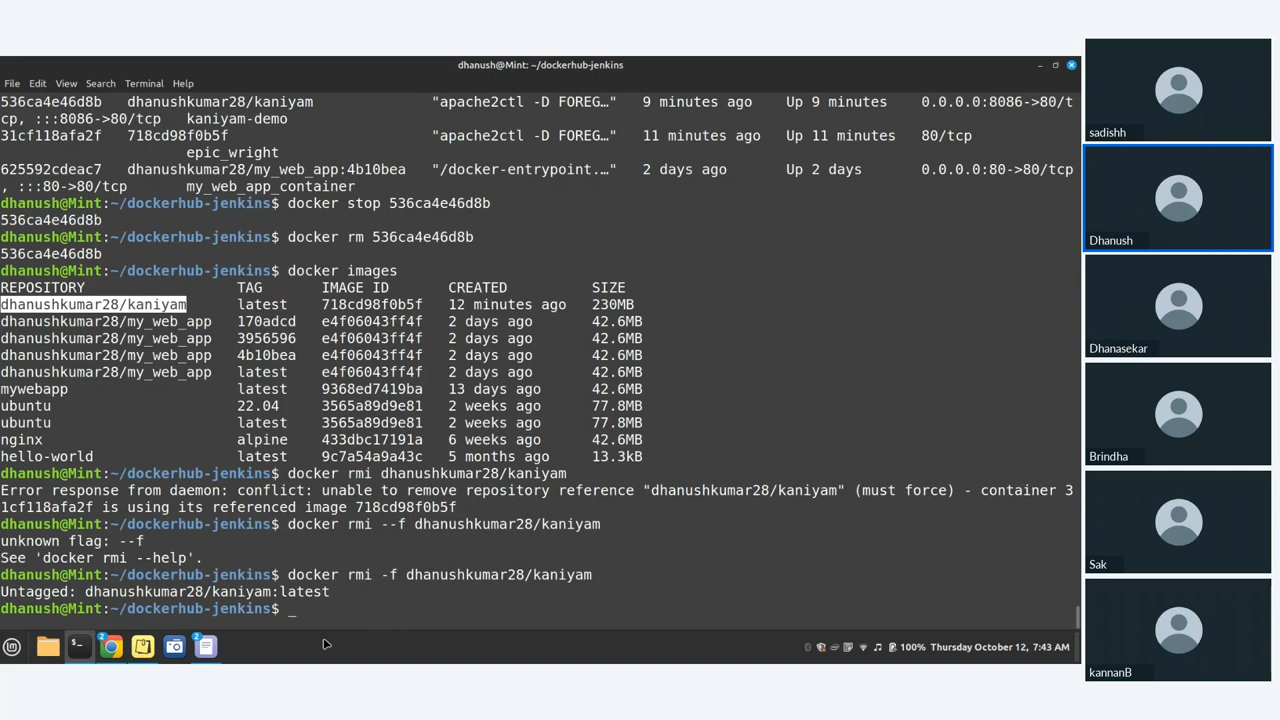 dhanush@Mint: ~/dockerhub-jenkins
File Edit View Search Terminal Help
536ca4e46d8b dhanushkumar28/kaniyam "apache2ctl -D FOREG…" 9 minutes ago Up 9 minutes 0.0.0.0:8086->80/t
cp, :::8086->80/tcp kaniyam-demo
31cf118afa2f 718cd98f0b5f "apache2ctl -D FOREG…" 11 minutes ago Up 11 minutes 80/tcp
epic_wright
625592cdeac7 dhanushkumar28/my_web_app:4b10bea "/docker-entrypoint.…" 2 days ago Up 2 days 0.0.0.0:80->80/tcp
, :::80->80/tcp my_web_app_container
dhanush@Mint:~/dockerhub-jenkins$ docker stop 536ca4e46d8b
536ca4e46d8b
dhanush@Mint:~/dockerhub-jenkins$ docker rm 536ca4e46d8b
536ca4e46d8b
dhanush@Mint:~/dockerhub-jenkins$ docker images
REPOSITORY TAG IMAGE ID CREATED SIZE
dhanushkumar28/kaniyam latest 718cd98f0b5f 12 minutes ago 230MB
dhanushkumar28/my_web_app 170adcd e4f06043ff4f 2 days ago 42.6MB
dhanushkumar28/my_web_app 3956596 e4f06043ff4f 2 days ago 42.6MB
dhanushkumar28/my_web_app 4b10bea e4f06043ff4f 2 days ago 42.6MB
dhanushkumar28/my_web_app latest e4f06043ff4f 2 days ago 42.6MB
mywebapp latest 9368ed7419ba 13 days ago 42.6MB
ubuntu 22.04 3565a89d9e81 2 weeks ago 77.8MB
ubuntu latest 3565a89d9e81 2 weeks ago 77.8MB
nginx alpine 433dbc17191a 6 weeks ago 42.6MB
hello-world latest 9c7a54a9a43c 5 months ago 13.3kB
dhanush@Mint:~/dockerhub-jenkins$ docker rmi dhanushkumar28/kaniyam
Error response from daemon: conflict: unable to remove repository reference "dhanushkumar28/kaniyam" (must force) - container 3
1cf118afa2f is using its referenced image 718cd98f0b5f
dhanush@Mint:~/dockerhub-jenkins$ docker rmi --f dhanushkumar28/kaniyam
unknown flag: --f
See 'docker rmi --help'.
dhanush@Mint:~/dockerhub-jenkins$ docker rmi -f dhanushkumar28/kaniyam
Untagged: dhanushkumar28/kaniyam:latest
dhanush@Mint:~/dockerhub-jenkins$ _
2 2 100% Thursday October 12, 7:43 AM
sadishh
Dhanush
Dhanasekar
Brindha
Sak
kannanB